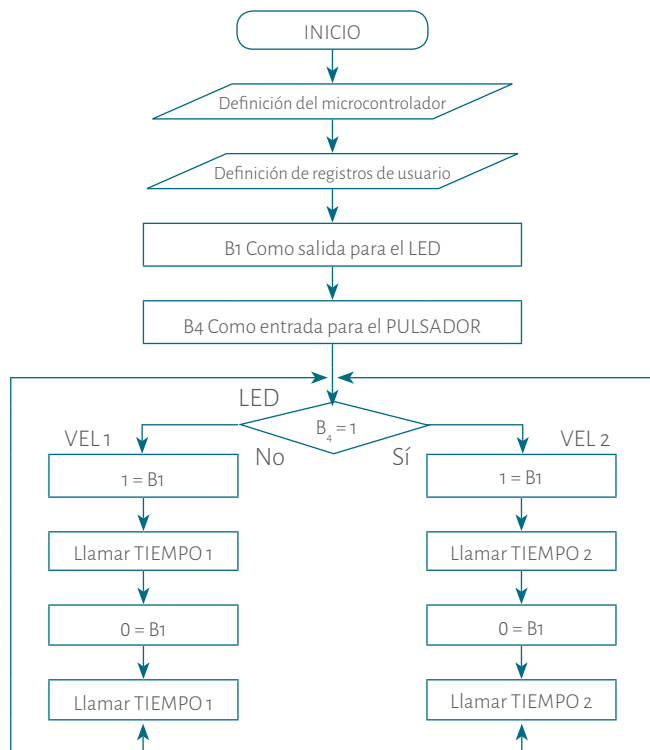 INICIO
Definición del microcontrolador
Definición de registros de usuario
B1 Como salida para el LED
B4 Como entrada para el PULSADOR
LED
B₄ = 1
VEL 1
No
Sí
VEL 2
1 = B1
Llamar TIEMPO 1
0 = B1
Llamar TIEMPO 1
1 = B1
Llamar TIEMPO 2
0 = B1
Llamar TIEMPO 2